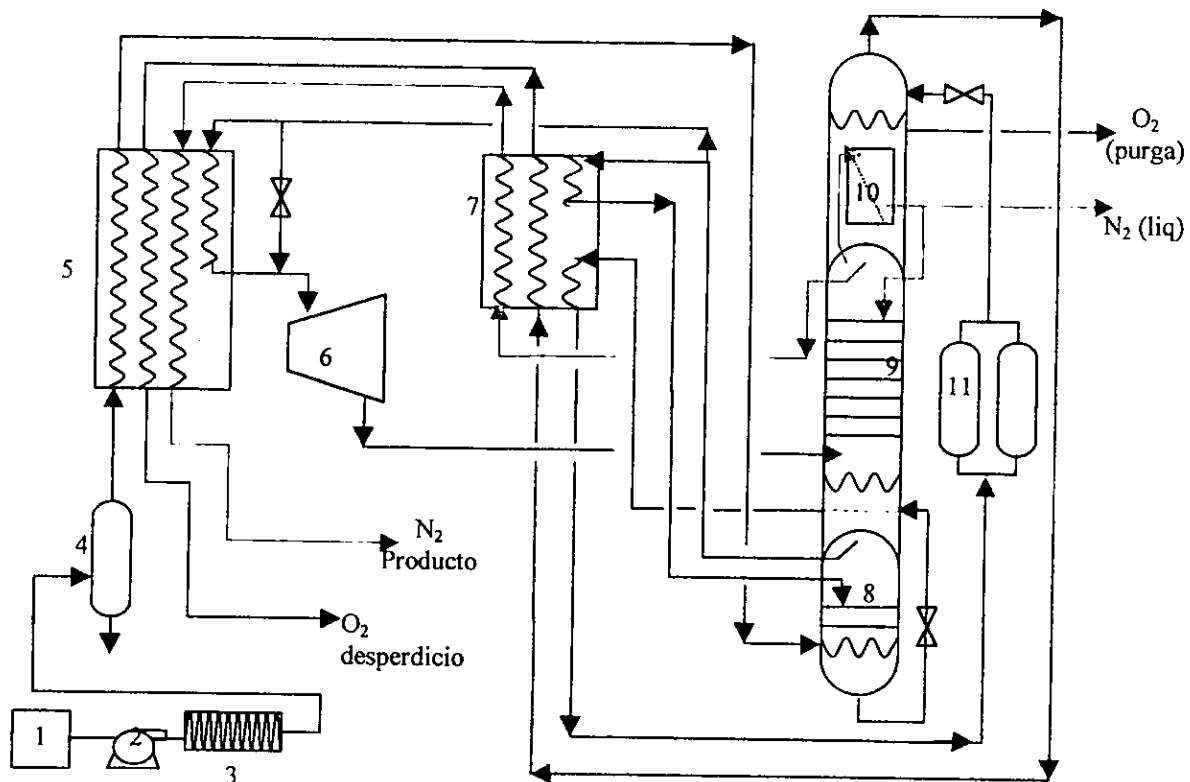 O₂
(purga)
10
N₂ (liq)
7
5
6
9
11
N₂
Producto
4
8
O₂
desperdicio
1
2
3